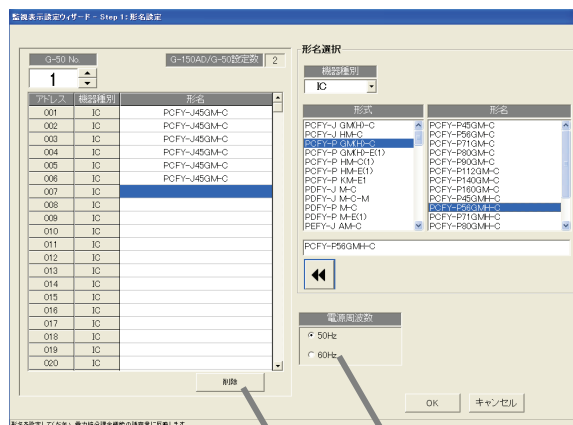 監視表示設定ウィザード - Step 1: 形名設定
G-50 No.
G-150AD/G-50設定数 2
1
アドレス 機器種別 形名
001 IC PCFY-J45GM-C
002 IC PCFY-J45GM-C
003 IC PCFY-J45GM-C
004 IC PCFY-J45GM-C
005 IC PCFY-J45GM-C
006 IC PCFY-J45GM-C
007 IC
008 IC
009 IC
010 IC
011 IC
012 IC
013 IC
014 IC
015 IC
016 IC
017 IC
018 IC
019 IC
020 IC
削除
形名選択
機器種別
IC
形式
PCFY-J GM(H)-C
PCFY-J HM-C
PCFY-P GM(H)-C
PCFY-P GM(H)-E(1)
PCFY-P HM-C(1)
PCFY-P HM-E(1)
PCFY-P KM-E1
PDFY-J M-C
PDFY-J M-C-M
PDFY-P M-C
PDFY-P M-E(1)
PEFY-J AM-C
形名
PCFY-P45GM-C
PCFY-P56GM-C
PCFY-P71GM-C
PCFY-P80GM-C
PCFY-P90GM-C
PCFY-P112GM-C
PCFY-P140GM-C
PCFY-P160GM-C
PCFY-P45GMH-C
PCFY-P56GMH-C
PCFY-P71GMH-C
PCFY-P80GMH-C
PCFY-P56GMH-C
電源周波数
50Hz
60Hz
OK キャンセル